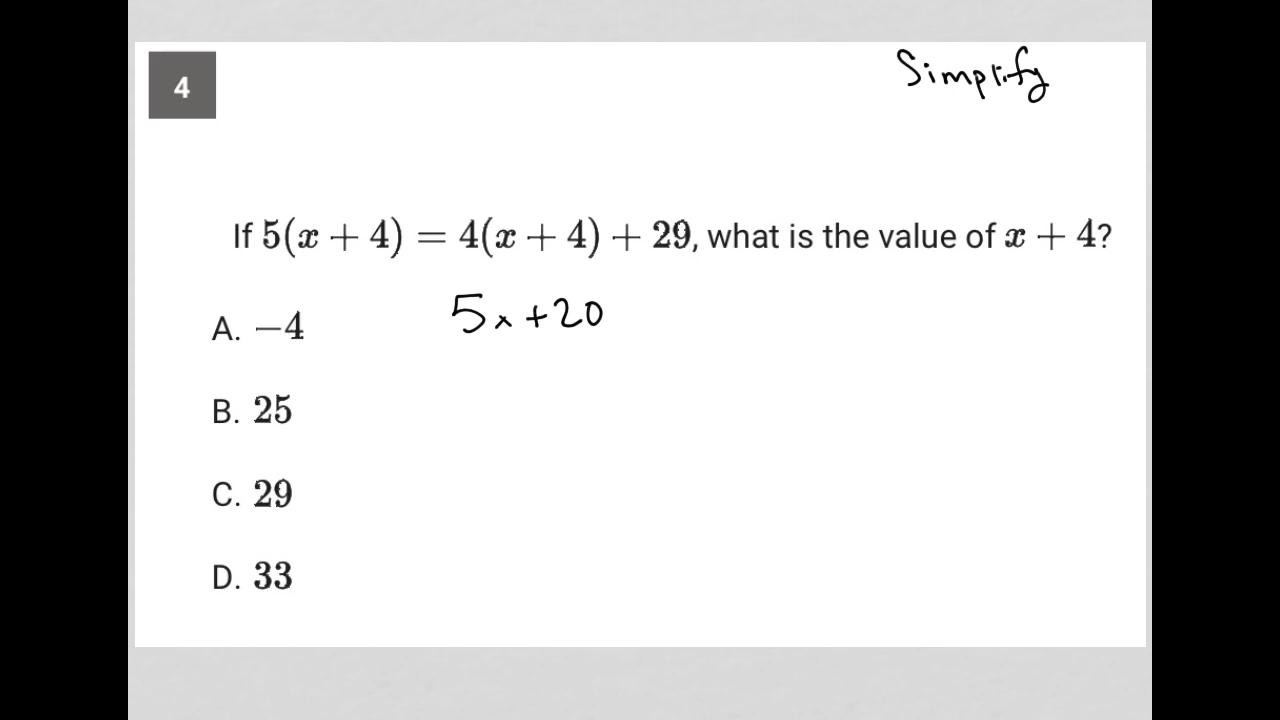 4
Simplify
If 5(x + 4) = 4(x + 4) + 29, what is the value of x + 4?
A. −4
5x + 20
B. 25
C. 29
D. 33